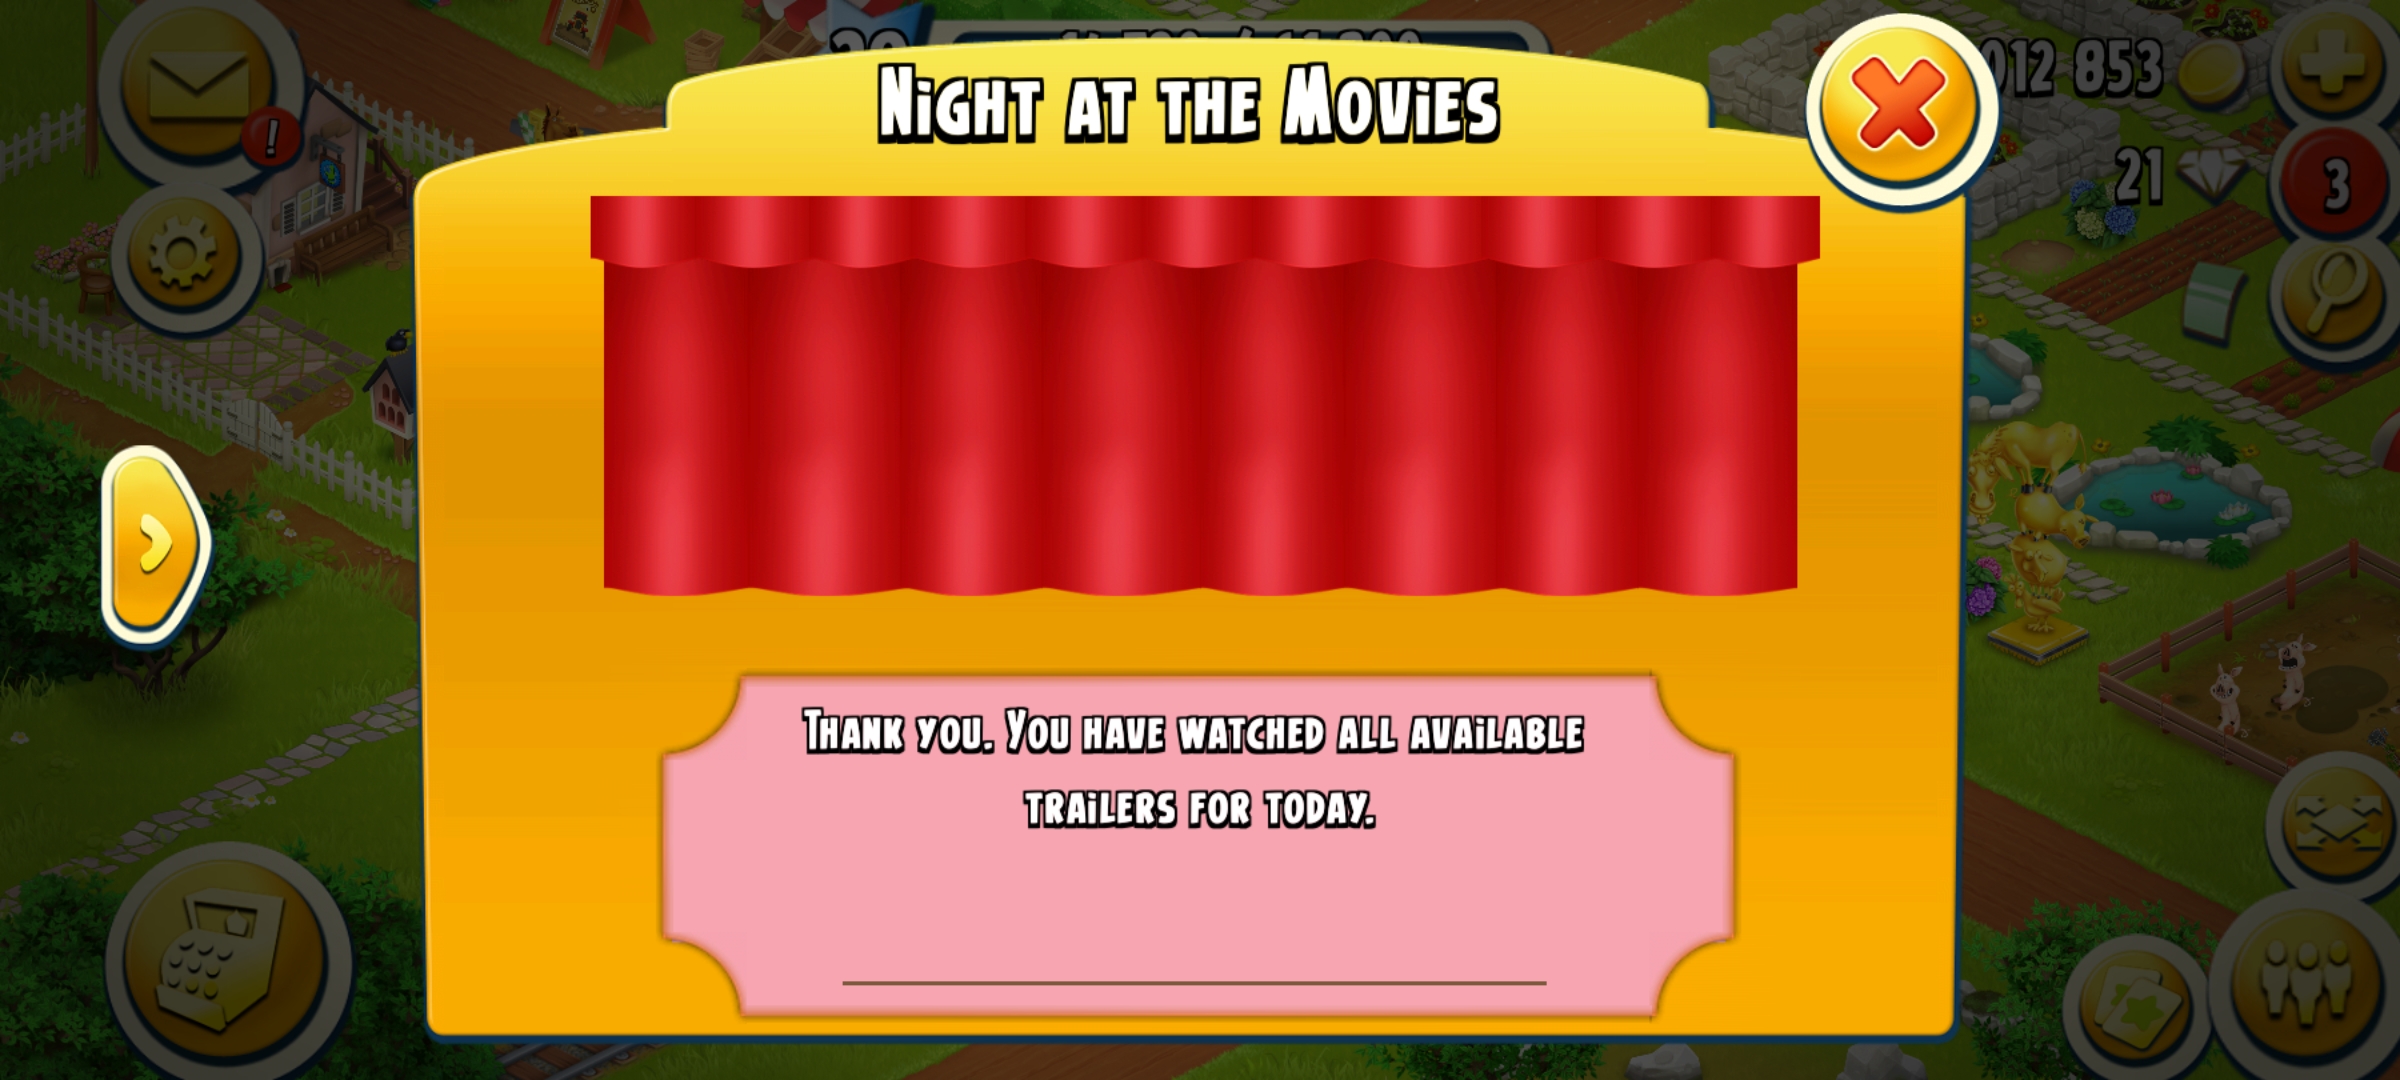 Night at the Movies
012 853
21
3
!
Thank you. You have watched all available
trailers for today.